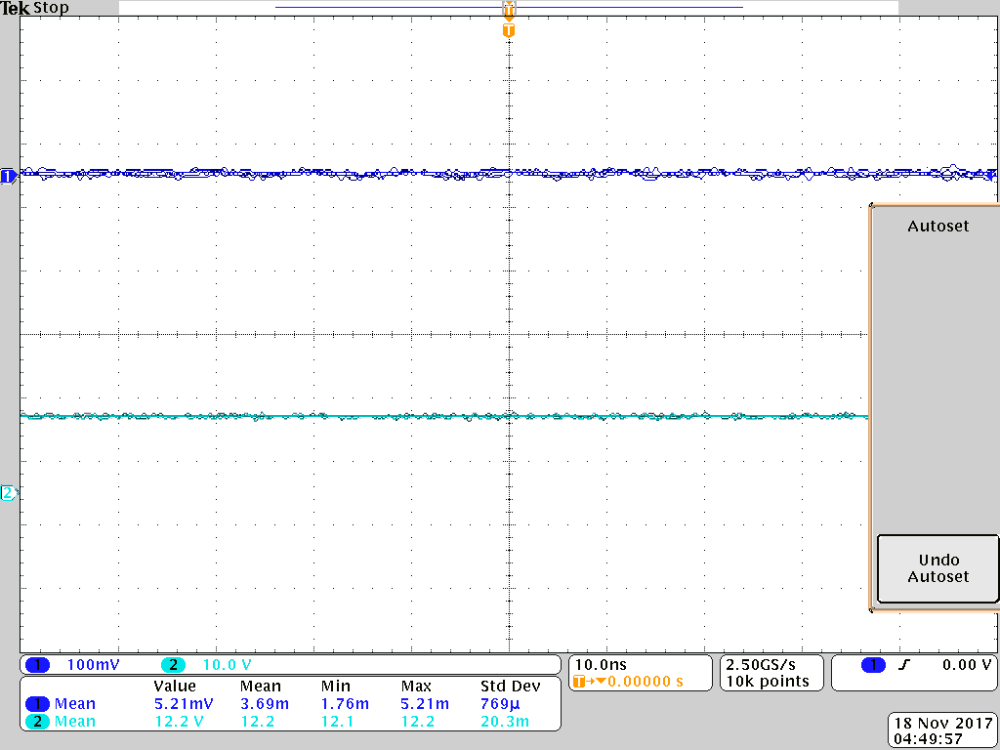 Tek Stop
T
T
1
Autoset
2
Undo
Autoset
1 100mV 2 10.0 V
10.0ns
T→▼0.00000 s
2.50GS/s
10k points
1 0.00 V
Value Mean Min Max Std Dev
1 Mean 5.21mV 3.69m 1.76m 5.21m 769µ
2 Mean 12.2 V 12.2 12.1 12.2 20.3m
18 Nov 2017
04:49:57